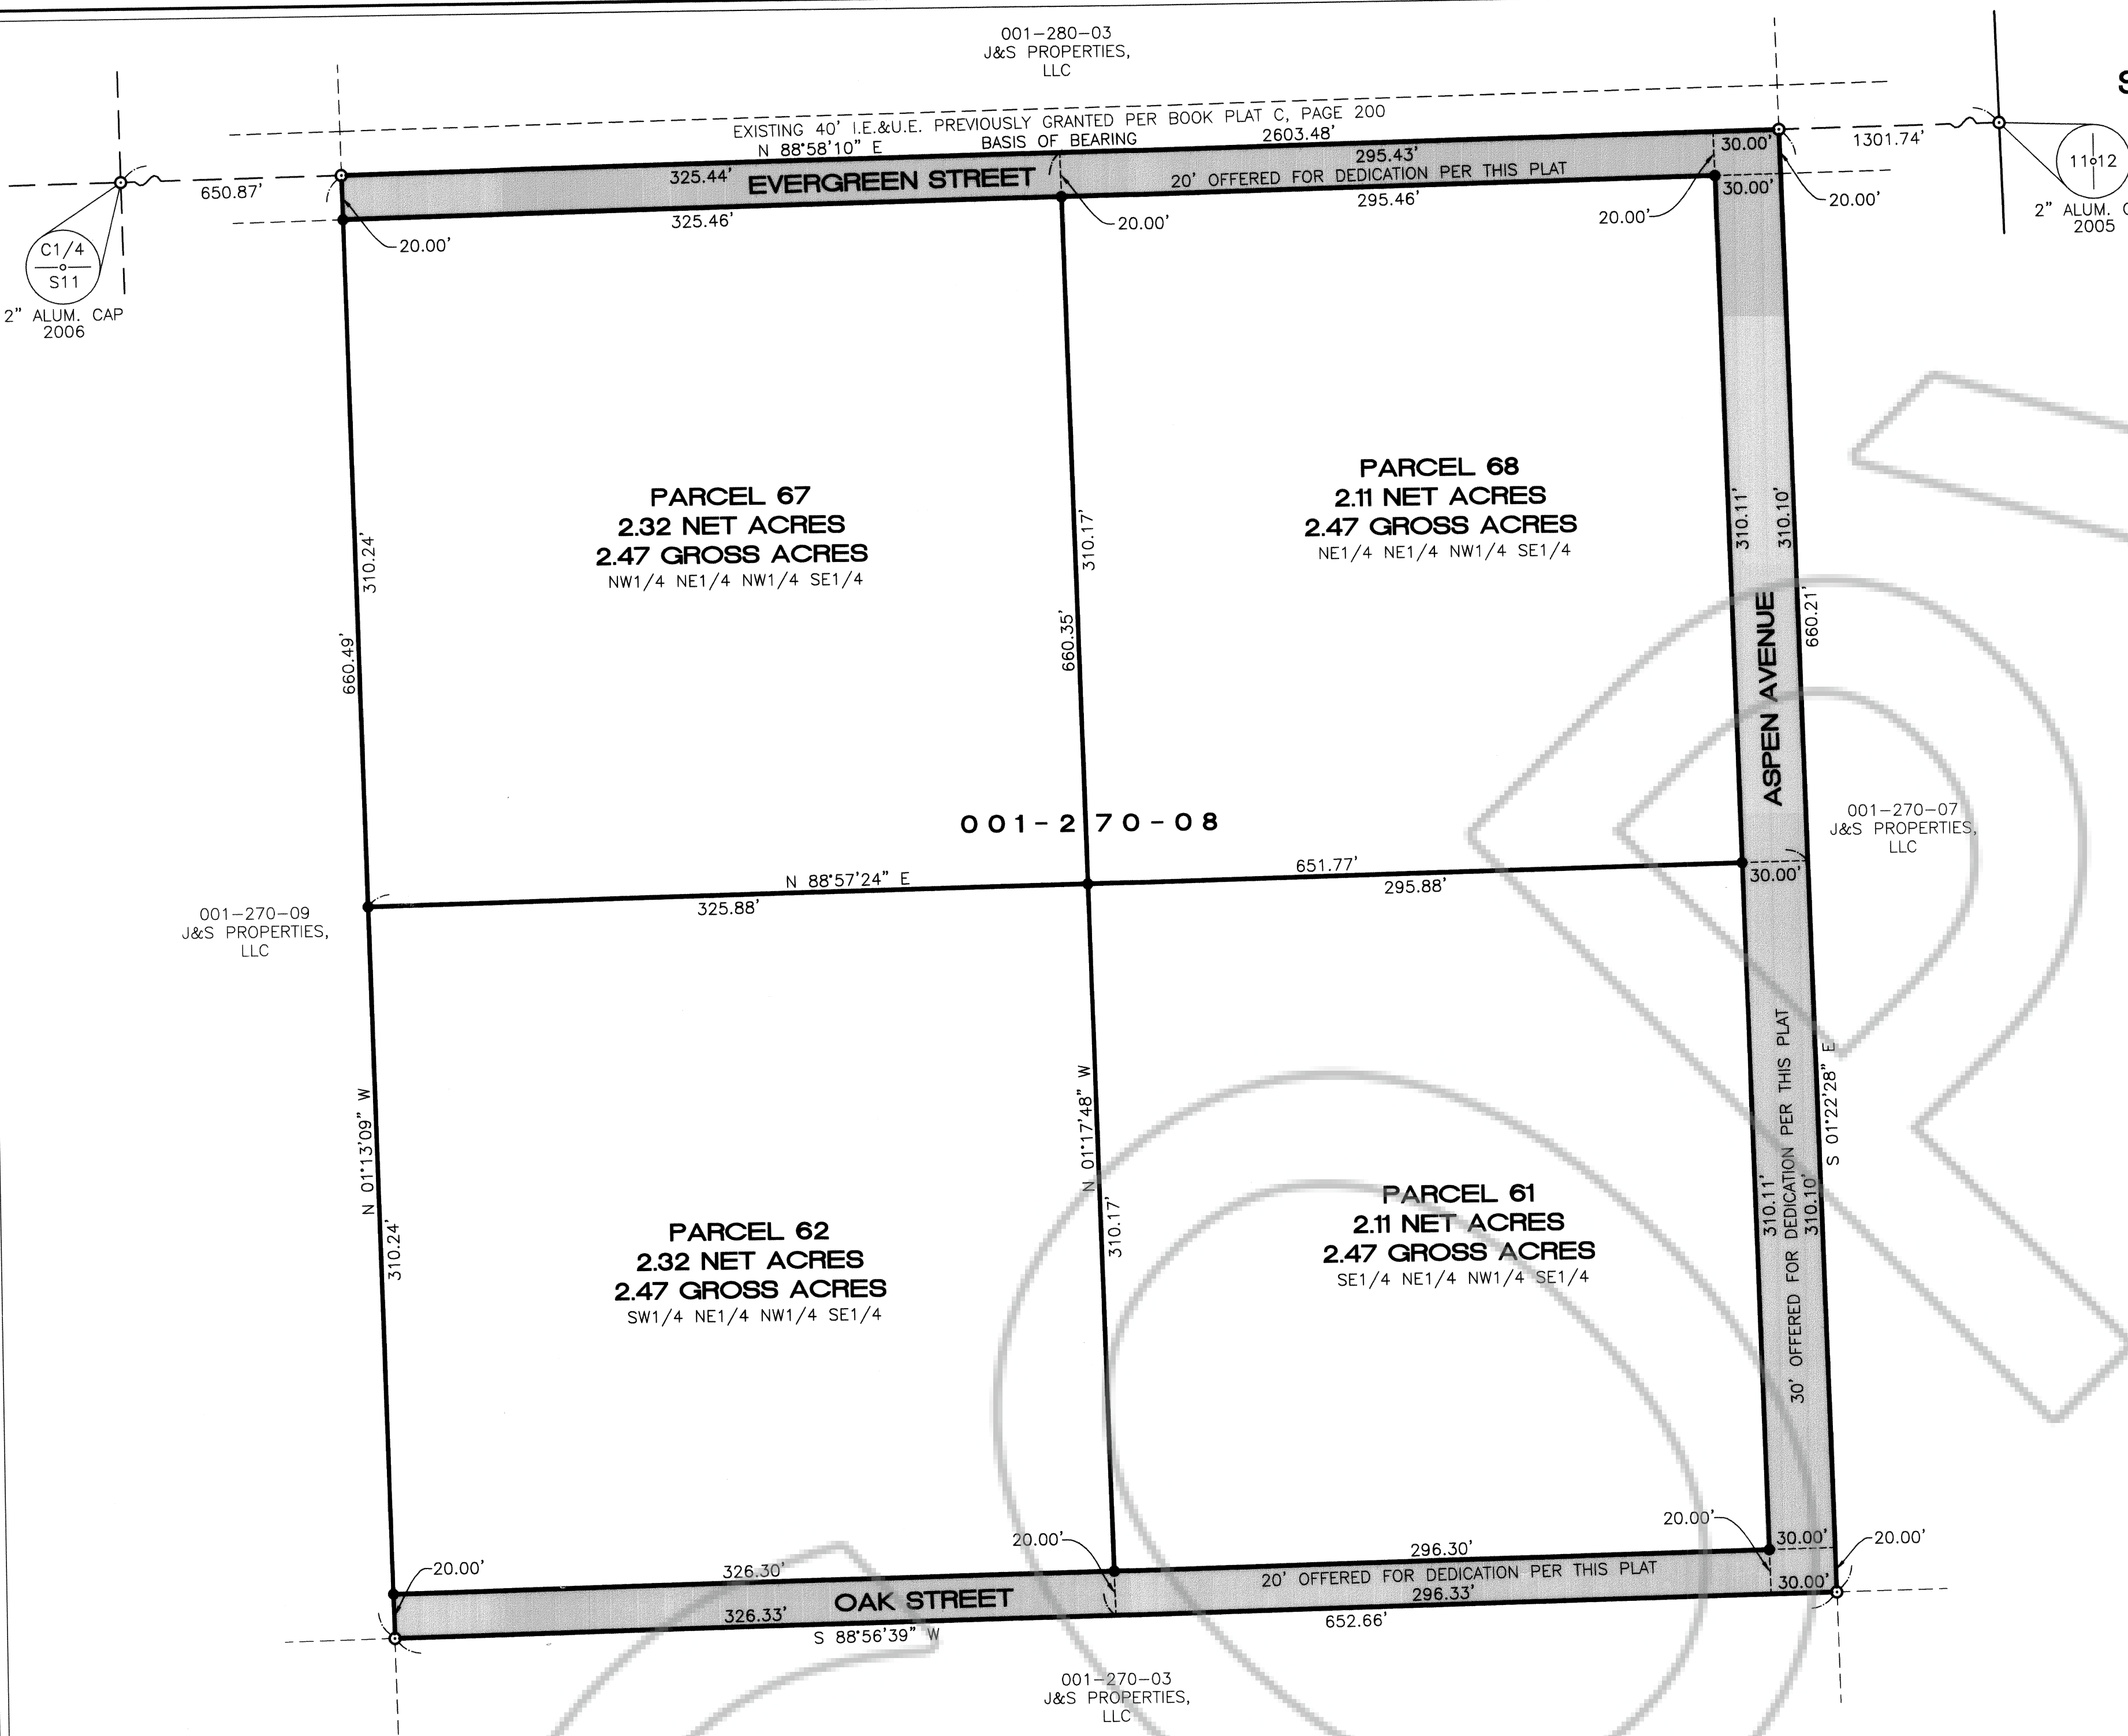 001-280-03
J&S PROPERTIES,
LLC
EXISTING 40' I.E.&U.E. PREVIOUSLY GRANTED PER BOOK PLAT C, PAGE 200
N 88°58'10" E
BASIS OF BEARING
2603.48'
650.87'
1301.74'
C1/4
S11
2" ALUM. CAP
2006
11 12
2" ALUM.
2005
S
325.44'
EVERGREEN STREET
295.43'
20' OFFERED FOR DEDICATION PER THIS PLAT
30.00'
30.00'
325.46'
295.46'
20.00'
20.00'
20.00'
20.00'
PARCEL 67
2.32 NET ACRES
2.47 GROSS ACRES
NW1/4 NE1/4 NW1/4 SE1/4
PARCEL 68
2.11 NET ACRES
2.47 GROSS ACRES
NE1/4 NE1/4 NW1/4 SE1/4
310.24'
660.49'
310.17'
660.35'
310.11'
310.10'
660.21'
ASPEN AVENUE
001-270-08
001-270-07
J&S PROPERTIES,
LLC
N 88°57'24" E
651.77'
325.88'
295.88'
30.00'
001-270-09
J&S PROPERTIES,
LLC
N 01°13'09" W
310.24'
N 01°17'48" W
310.17'
30' OFFERED FOR DEDICATION PER THIS PLAT
S 01°22'28" E
310.11'
310.10'
PARCEL 62
2.32 NET ACRES
2.47 GROSS ACRES
SW1/4 NE1/4 NW1/4 SE1/4
PARCEL 61
2.11 NET ACRES
2.47 GROSS ACRES
SE1/4 NE1/4 NW1/4 SE1/4
20.00'
20.00'
20.00'
20.00'
326.30'
296.30'
30.00'
OAK STREET
20' OFFERED FOR DEDICATION PER THIS PLAT
326.33'
296.33'
30.00'
S 88°56'39" W
652.66'
001-270-03
J&S PROPERTIES,
LLC